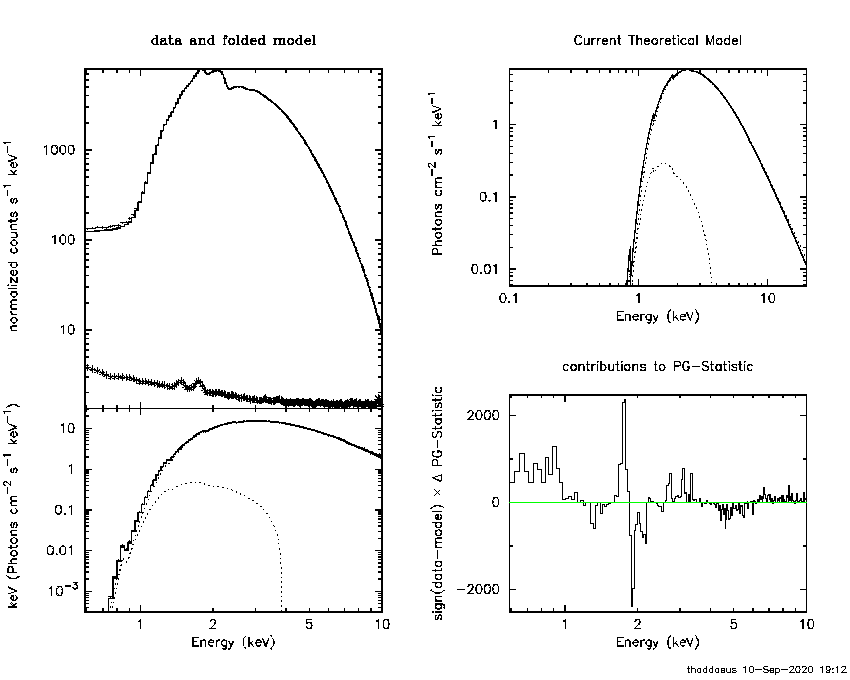 data and folded model
normalized counts s−1 keV−1
1000
100
10
keV (Photons cm−2 s−1 keV−1)
10
1
0.1
0.01
10−3
1 2 5 10
Energy (keV)
Current Theoretical Model
Photons cm−2 s−1 keV−1
1
0.1
0.01
0.1 1 10
Energy (keV)
contributions to PG−Statistic
sign(data−model) × Δ PG−Statistic
2000
0
−2000
1 2 5 10
Energy (keV)
thaddaeus 10−Sep−2020 19:12